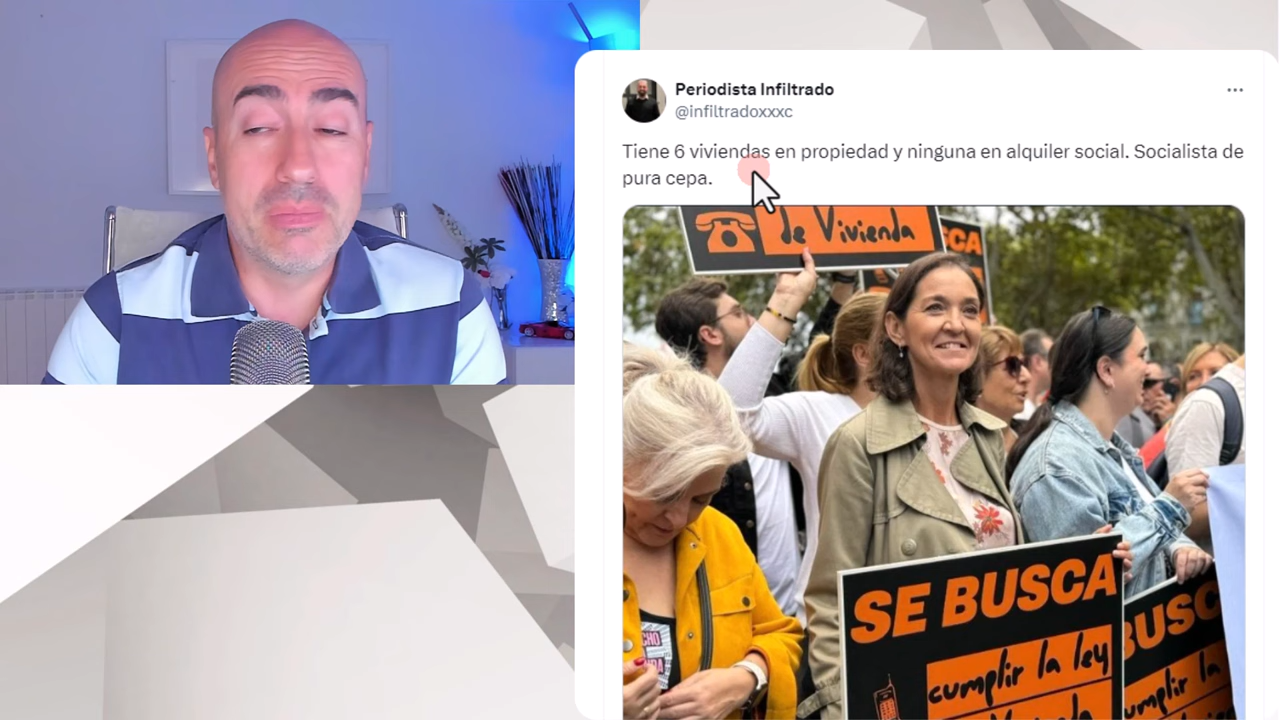 Periodista Infiltrado
@infiltradoxxxc
Tiene 6 viviendas en propiedad y ninguna en alquiler social. Socialista de
pura cepa.
de Vivienda
SE BUSCA
cumplir la ley